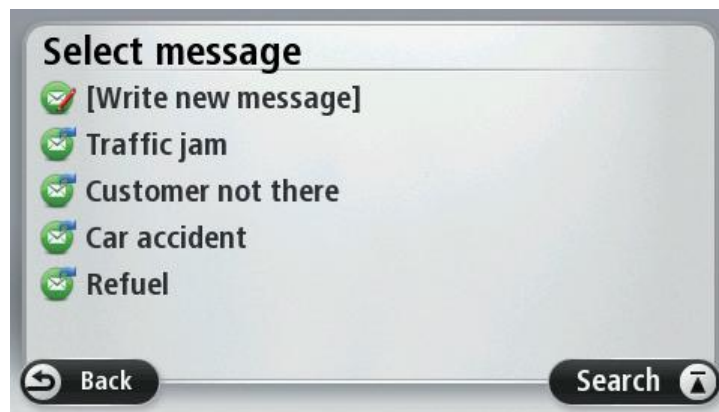 Select message
[Write new message]
Traffic jam
Customer not there
Car accident
Refuel
Back
Search